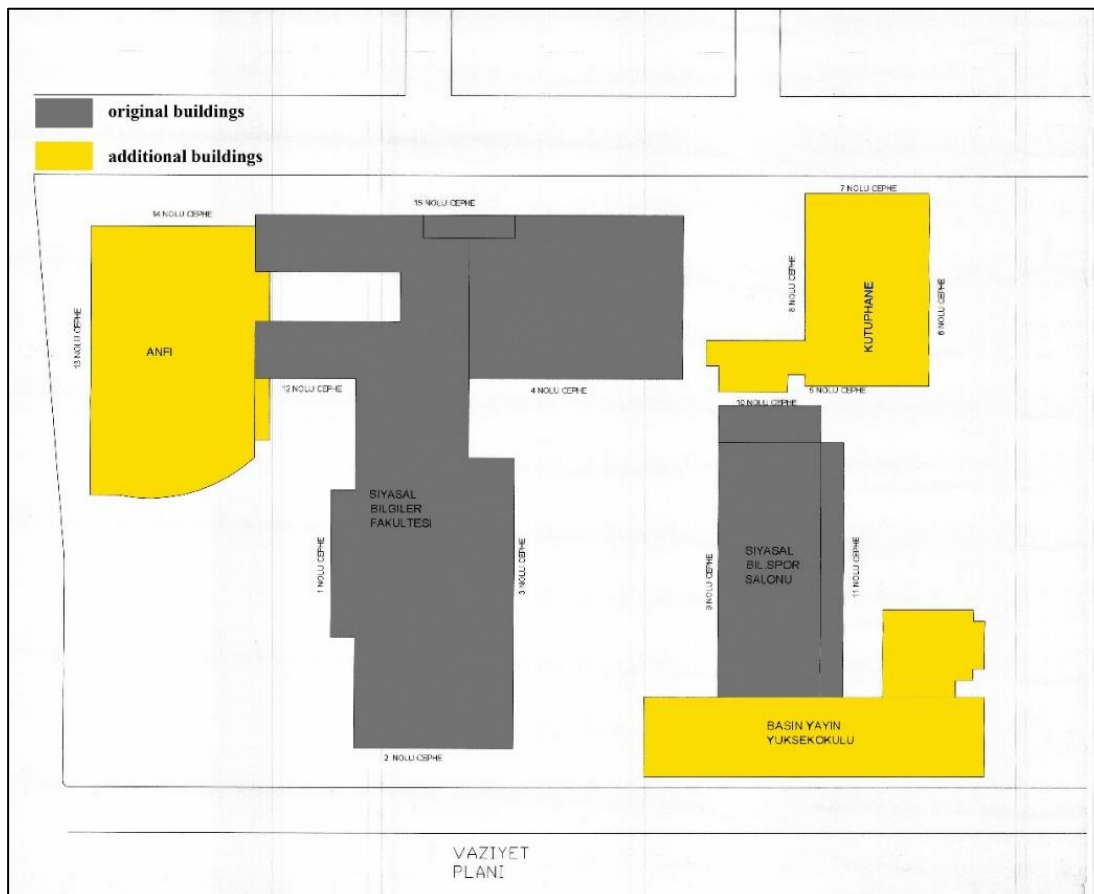 original buildings
additional buildings
7 NOLU CEPHE
15 NOLU CEPHE
14 NOLU CEPHE
8 NOLU CEPHE
KUTUPHANE
6 NOLU CEPHE
13 NOLU CEPHE
ANFI
12 NOLU CEPHE
4 NOLU CEPHE
5 NOLU CEPHE
10 NOLU CEPHE
SIYASAL
BILGILER
FAKULTESI
1 NOLU CEPHE
3 NOLU CEPHE
9 NOLU CEPHE
SIYASAL
BIL.SPOR
SALONU
11 NOLU CEPHE
BASIN YAYIN
YUKSEKOKULU
2 NOLU CEPHE
VAZIYET
PLANI